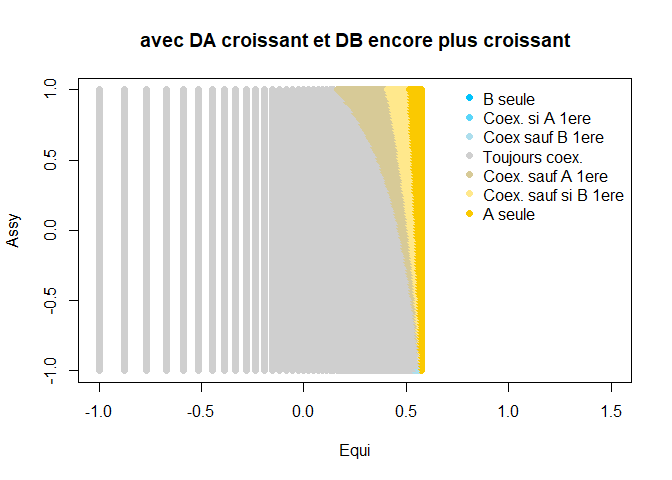 avec DA croissant et DB encore plus croissant
B seule
Coex. si A 1ere
Coex sauf B 1ere
Toujours coex.
Coex. sauf A 1ere
Coex. sauf si B 1ere
A seule
Assy
1.0
0.5
0.0
-0.5
-1.0
-1.0
-0.5
0.0
0.5
1.0
1.5
Equi